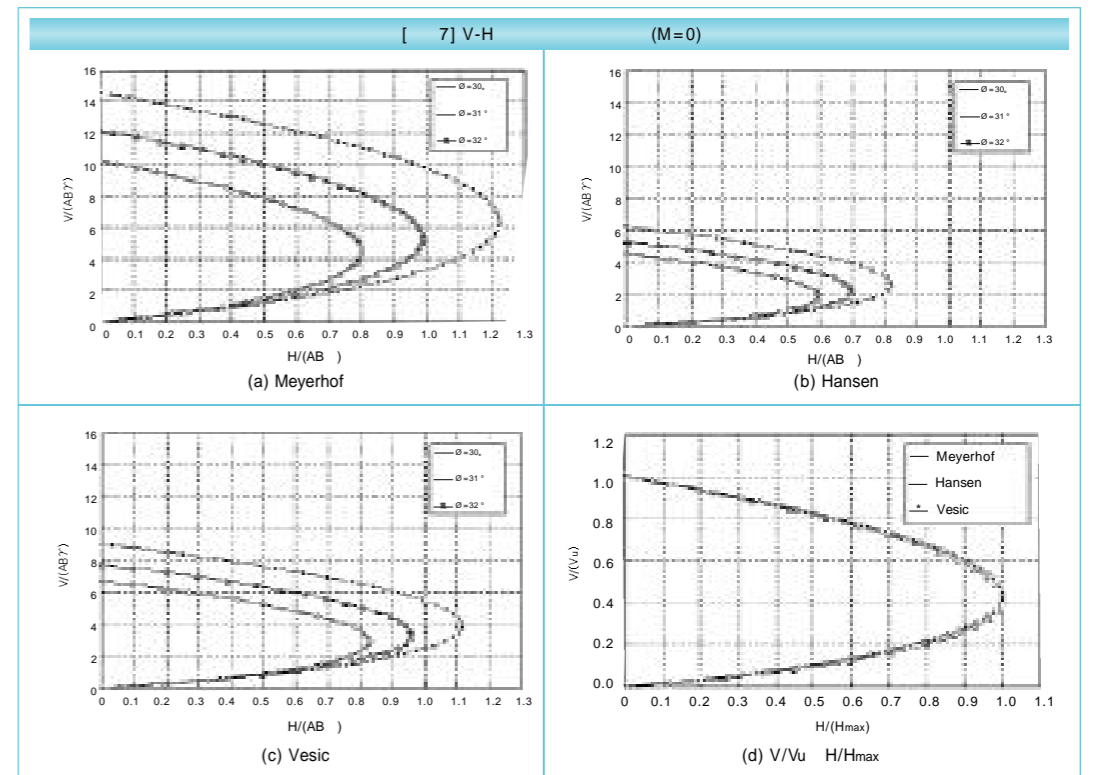 [ 7] V-H (M=0)
16
14
12
10
8
6
4
2
0
V/(ABγ')
0 0.1 0.2 0.3 0.4 0.5 0.6 0.7 0.8 0.9 1.0 1.1 1.2 1.3
H/(AB )
Ø=30°
Ø=31°
Ø=32°
(a) Meyerhof
16
14
12
10
8
6
4
2
0
V/(ABγ')
0 0.1 0.2 0.3 0.4 0.5 0.6 0.7 0.8 0.9 1.0 1.1 1.2 1.3
H/(AB )
Ø=30°
Ø=31°
Ø=32°
(b) Hansen
16
14
12
10
8
6
4
2
0
V/(ABγ')
0 0.1 0.2 0.3 0.4 0.5 0.6 0.7 0.8 0.9 1.0 1.1 1.2 1.3
H/(AB )
Ø=30°
Ø=31°
Ø=32°
(c) Vesic
1.2
1.0
0.8
0.6
0.4
0.2
0.0
V/(Vu)
0 0.1 0.2 0.3 0.4 0.5 0.6 0.7 0.8 0.9 1.0 1.1
H/(Hmax)
Meyerhof
Hansen
Vesic
(d) V/Vu H/Hmax